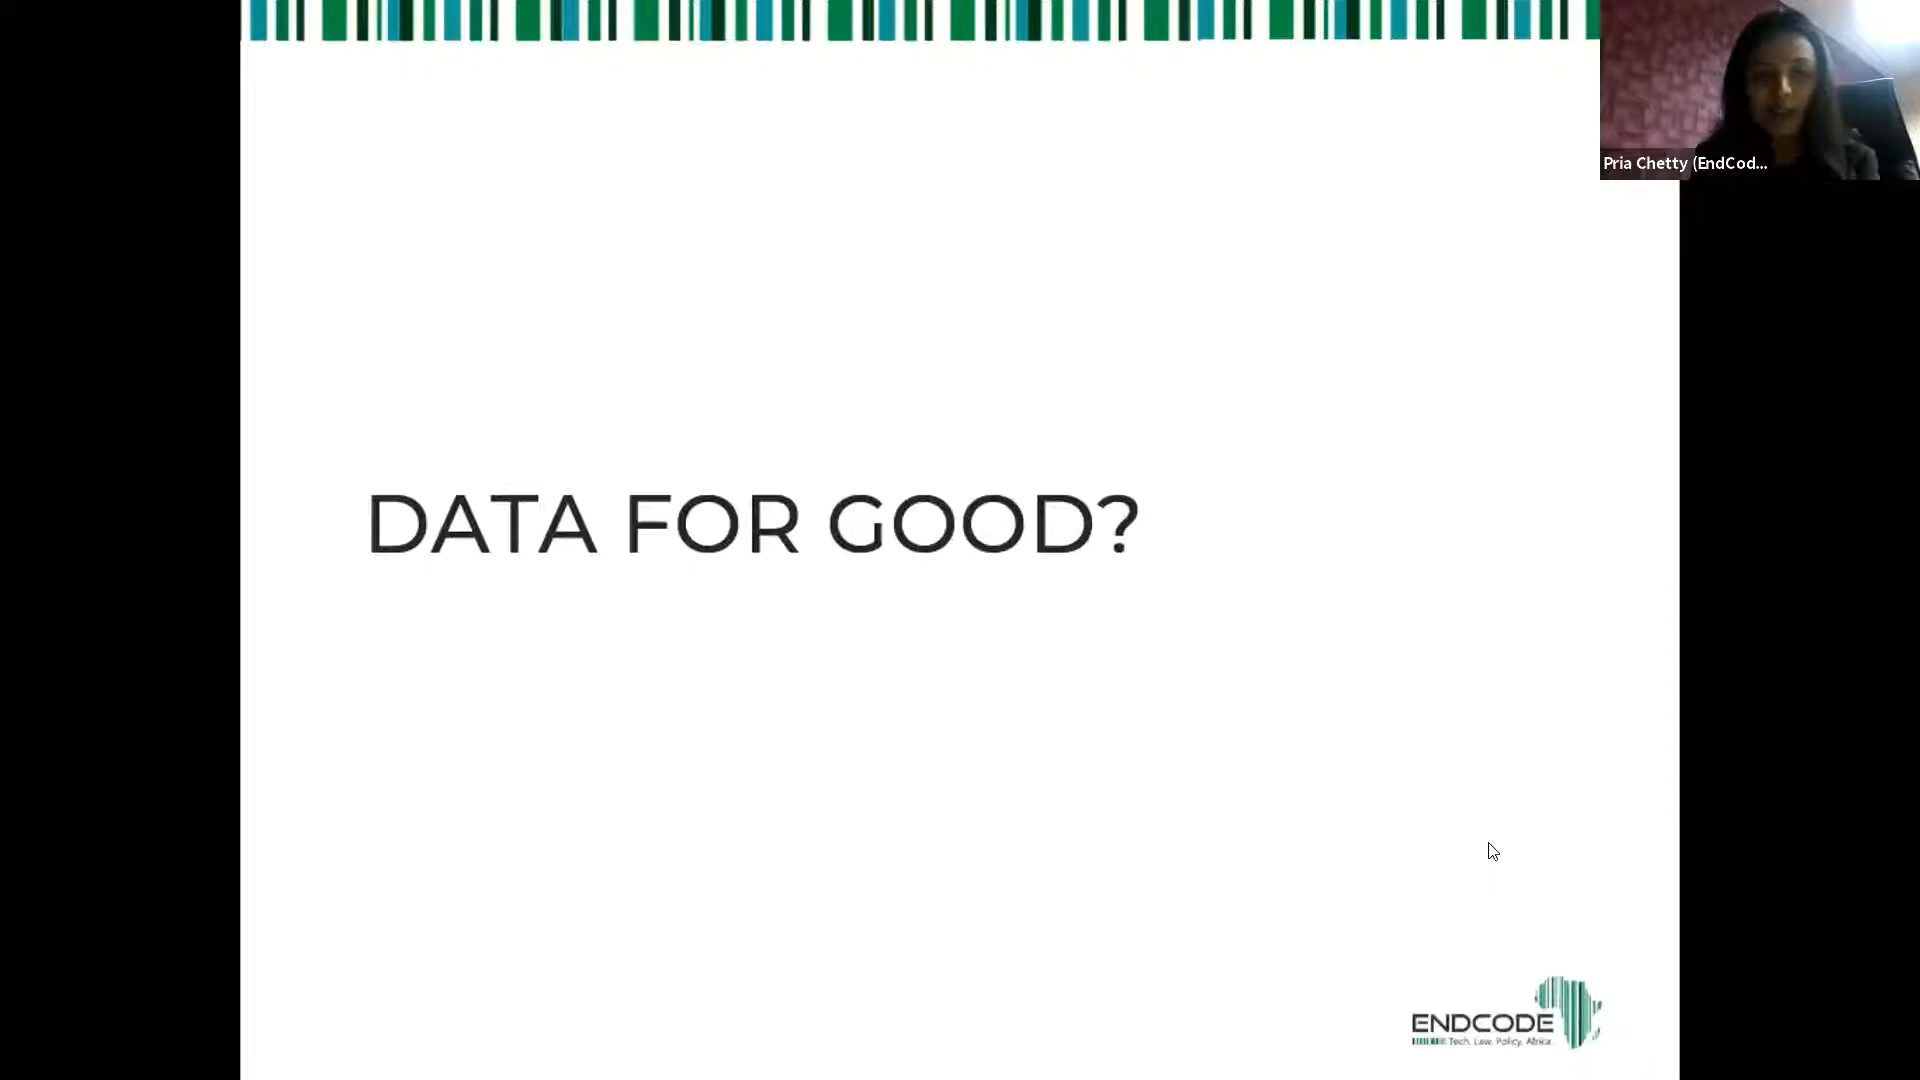 Pria Chetty (EndCod...
DATA FOR GOOD?
ENDCODE
Tech. Law. Policy. Africa.